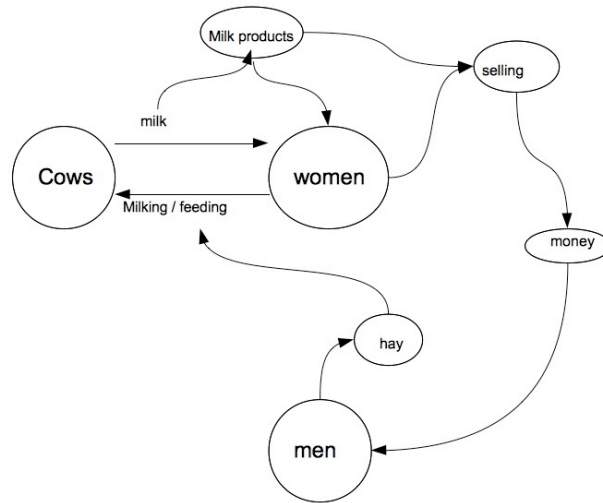 Milk products
selling
milk
Cows
women
Milking / feeding
money
hay
men